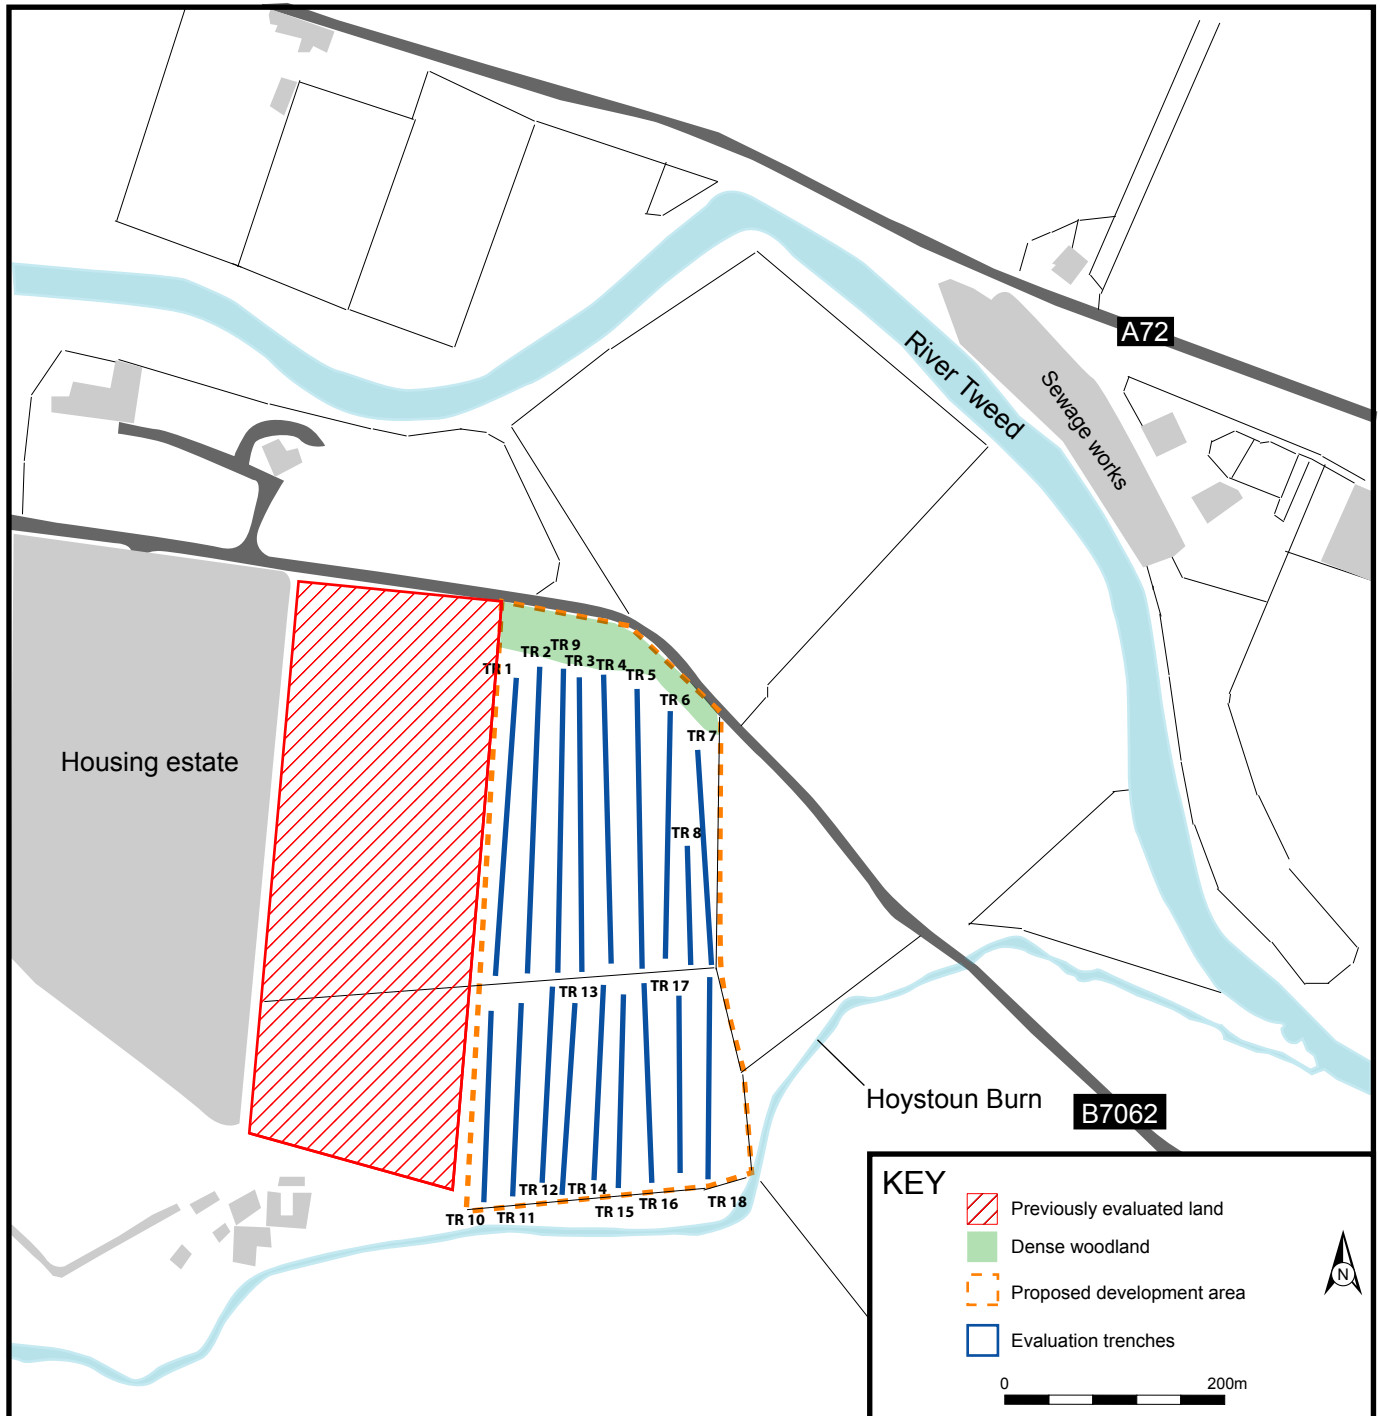 A72
River Tweed
Sewage works
TR 9
TR 2
TR 3
TR 4
TR 1
TR 5
TR 6
TR 7
Housing estate
TR 8
TR 13
TR 17
Hoystoun Burn
B7062
TR 12
TR 14
TR 16
TR 18
TR 10
TR 11
TR 15
KEY
Previously evaluated land
Dense woodland
Proposed development area
N
Evaluation trenches
0 200m